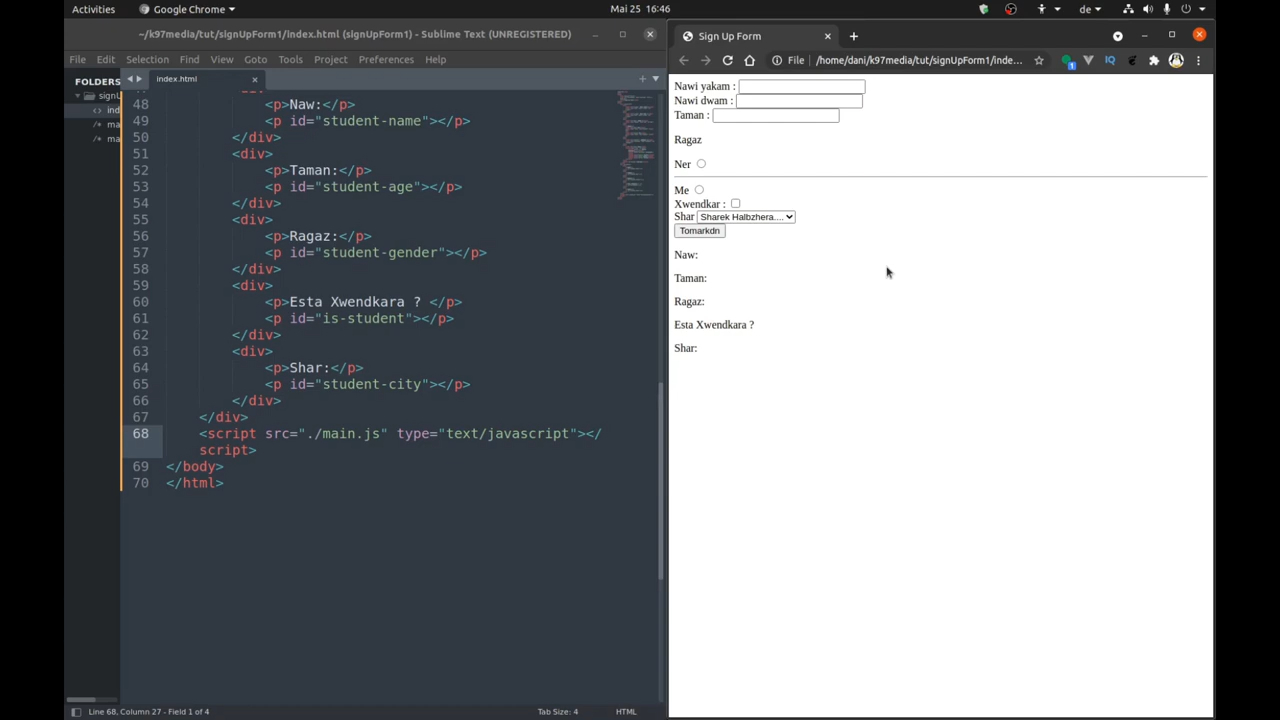 Activities
Google Chrome
Mai 25 16:46
de
~/k97media/tut/signUpForm1/index.html (signUpForm1) - Sublime Text (UNREGISTERED)
File Edit Selection Find View Goto Tools Project Preferences Help
FOLDERS
signU
ind
ma
ma
index.html
48 <p>Naw:</p>
49 <p id="student-name"></p>
50 </div>
51 <div>
52 <p>Taman:</p>
53 <p id="student-age"></p>
54 </div>
55 <div>
56 <p>Ragaz:</p>
57 <p id="student-gender"></p>
58 </div>
59 <div>
60 <p>Esta Xwendkara ? </p>
61 <p id="is-student"></p>
62 </div>
63 <div>
64 <p>Shar:</p>
65 <p id="student-city"></p>
66 </div>
67 </div>
68 <script src="./main.js" type="text/javascript"></
script>
69 </body>
70 </html>
Line 68, Column 27 - Field 1 of 4
Tab Size: 4
HTML
Sign Up Form
File
/home/dani/k97media/tut/signUpForm1/inde...
1
IQ
Nawi yakam :
Nawi dwam :
Taman :
Ragaz
Ner
Me
Xwendkar :
Shar Sharek Halbzhera....
Tomarkdn
Naw:
Taman:
Ragaz:
Esta Xwendkara ?
Shar: